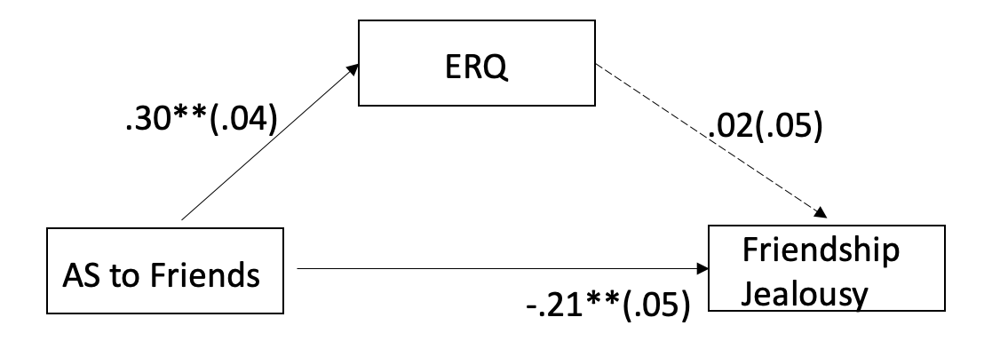 ERQ
.30**(.04)
.02(.05)
AS to Friends
Friendship
Jealousy
-.21**(.05)